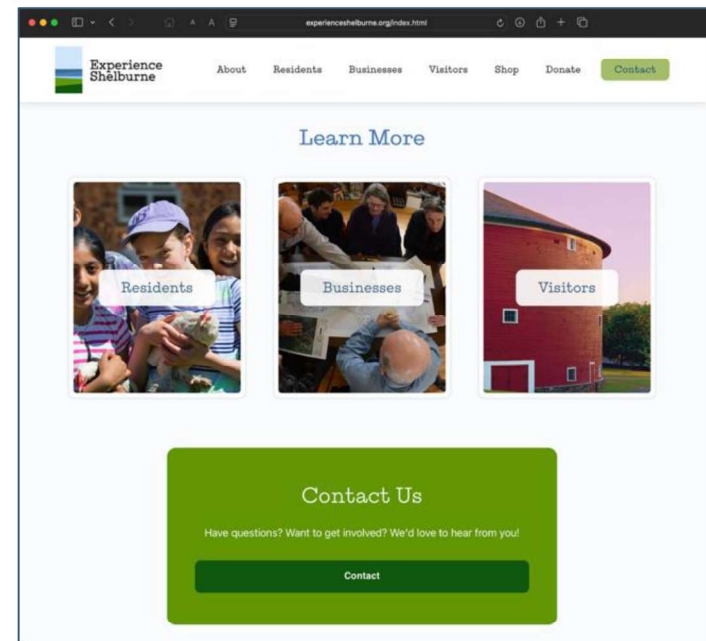 A A experienceshelburne.org/index.html
Experience
Shelburne
About Residents Businesses Visitors Shop Donate Contact
Learn More
Residents Businesses Visitors
Contact Us
Have questions? Want to get involved? We'd love to hear from you!
Contact